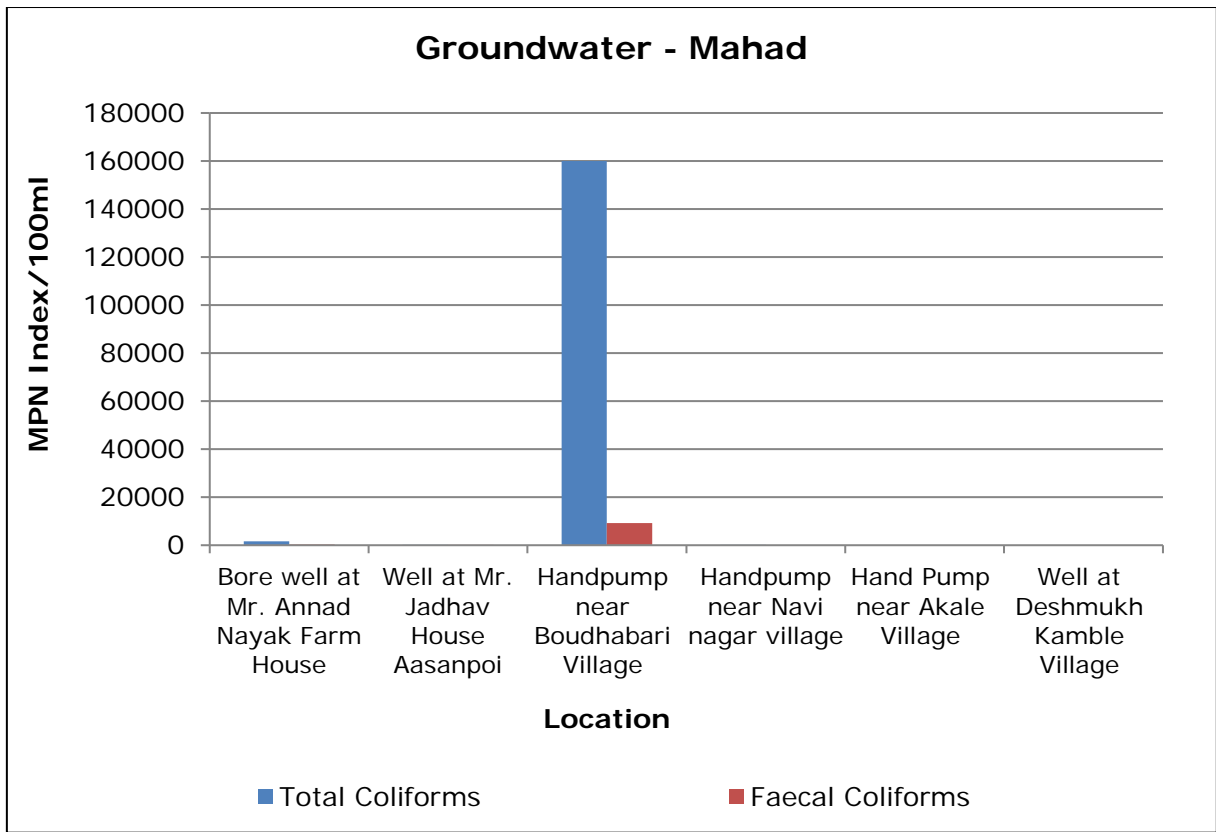 Groundwater - Mahad
MPN Index/100ml
180000
160000
140000
120000
100000
80000
60000
40000
20000
0
Bore well at
Mr. Annad
Nayak Farm
House
Well at Mr.
Jadhav
House
Aasanpoi
Handpump
near
Boudhabari
Village
Handpump
near Navi
nagar village
Hand Pump
near Akale
Village
Well at
Deshmukh
Kamble
Village
Location
Total Coliforms
Faecal Coliforms